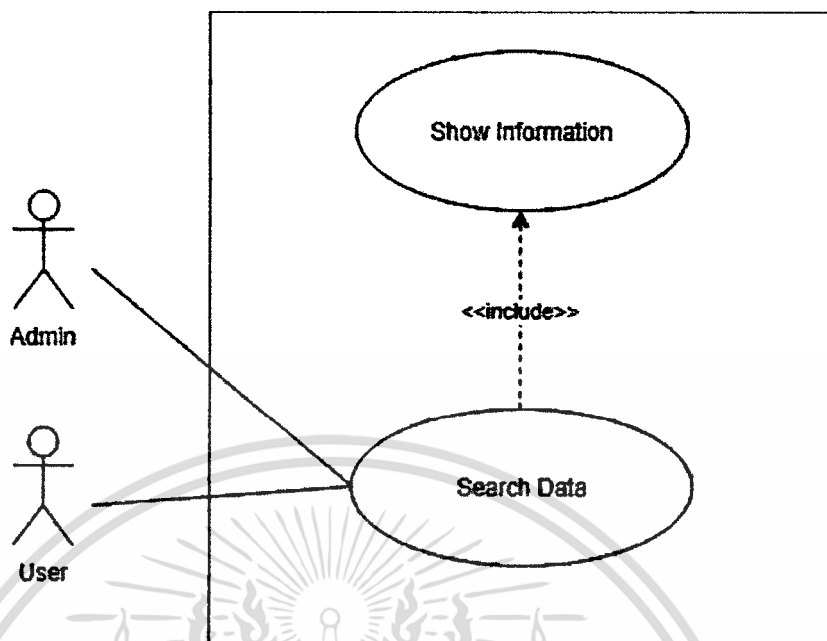 Show Information
<<include>>
Admin
Search Data
User